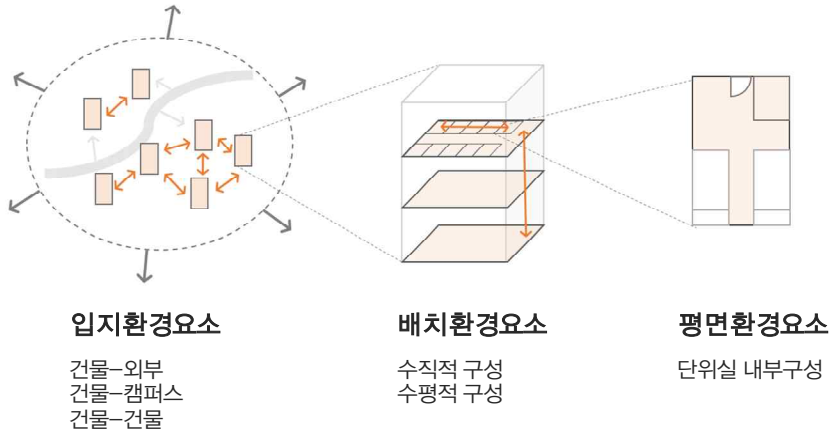 입지환경요소
건물–외부
건물–캠퍼스
건물–건물
배치환경요소
수직적 구성
수평적 구성
평면환경요소
단위실 내부구성